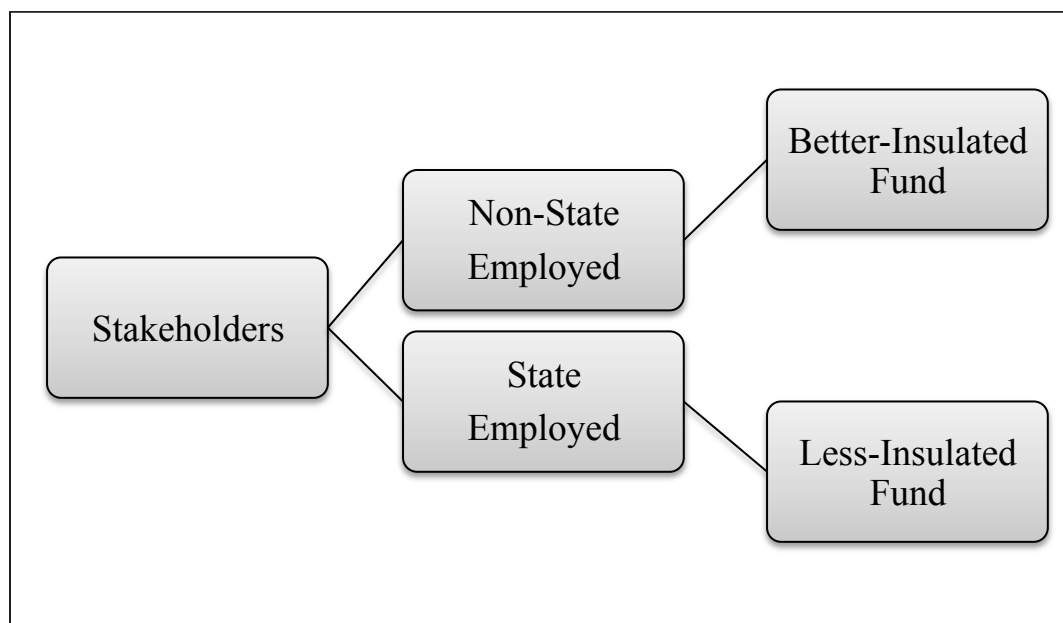 Stakeholders
Non-State
Employed
State
Employed
Better-Insulated
Fund
Less-Insulated
Fund